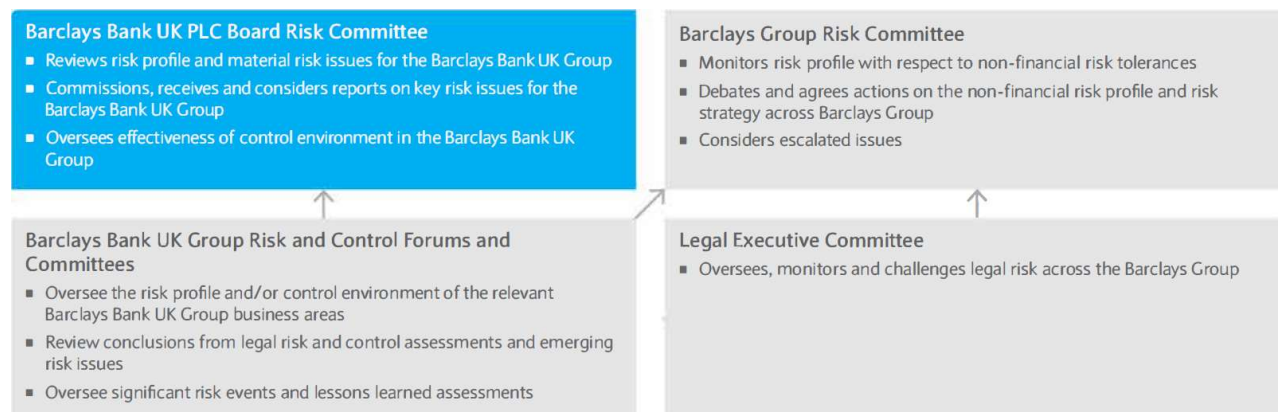 Barclays Bank UK PLC Board Risk Committee
▪ Reviews risk profile and material risk issues for the Barclays Bank UK Group
▪ Commissions, receives and considers reports on key risk issues for the
Barclays Bank UK Group
▪ Oversees effectiveness of control environment in the Barclays Bank UK
Group
Barclays Group Risk Committee
▪ Monitors risk profile with respect to non-financial risk tolerances
▪ Debates and agrees actions on the non-financial risk profile and risk
strategy across Barclays Group
▪ Considers escalated issues
Barclays Bank UK Group Risk and Control Forums and
Committees
▪ Oversee the risk profile and/or control environment of the relevant
Barclays Bank UK Group business areas
▪ Review conclusions from legal risk and control assessments and emerging
risk issues
▪ Oversee significant risk events and lessons learned assessments
Legal Executive Committee
▪ Oversees, monitors and challenges legal risk across the Barclays Group